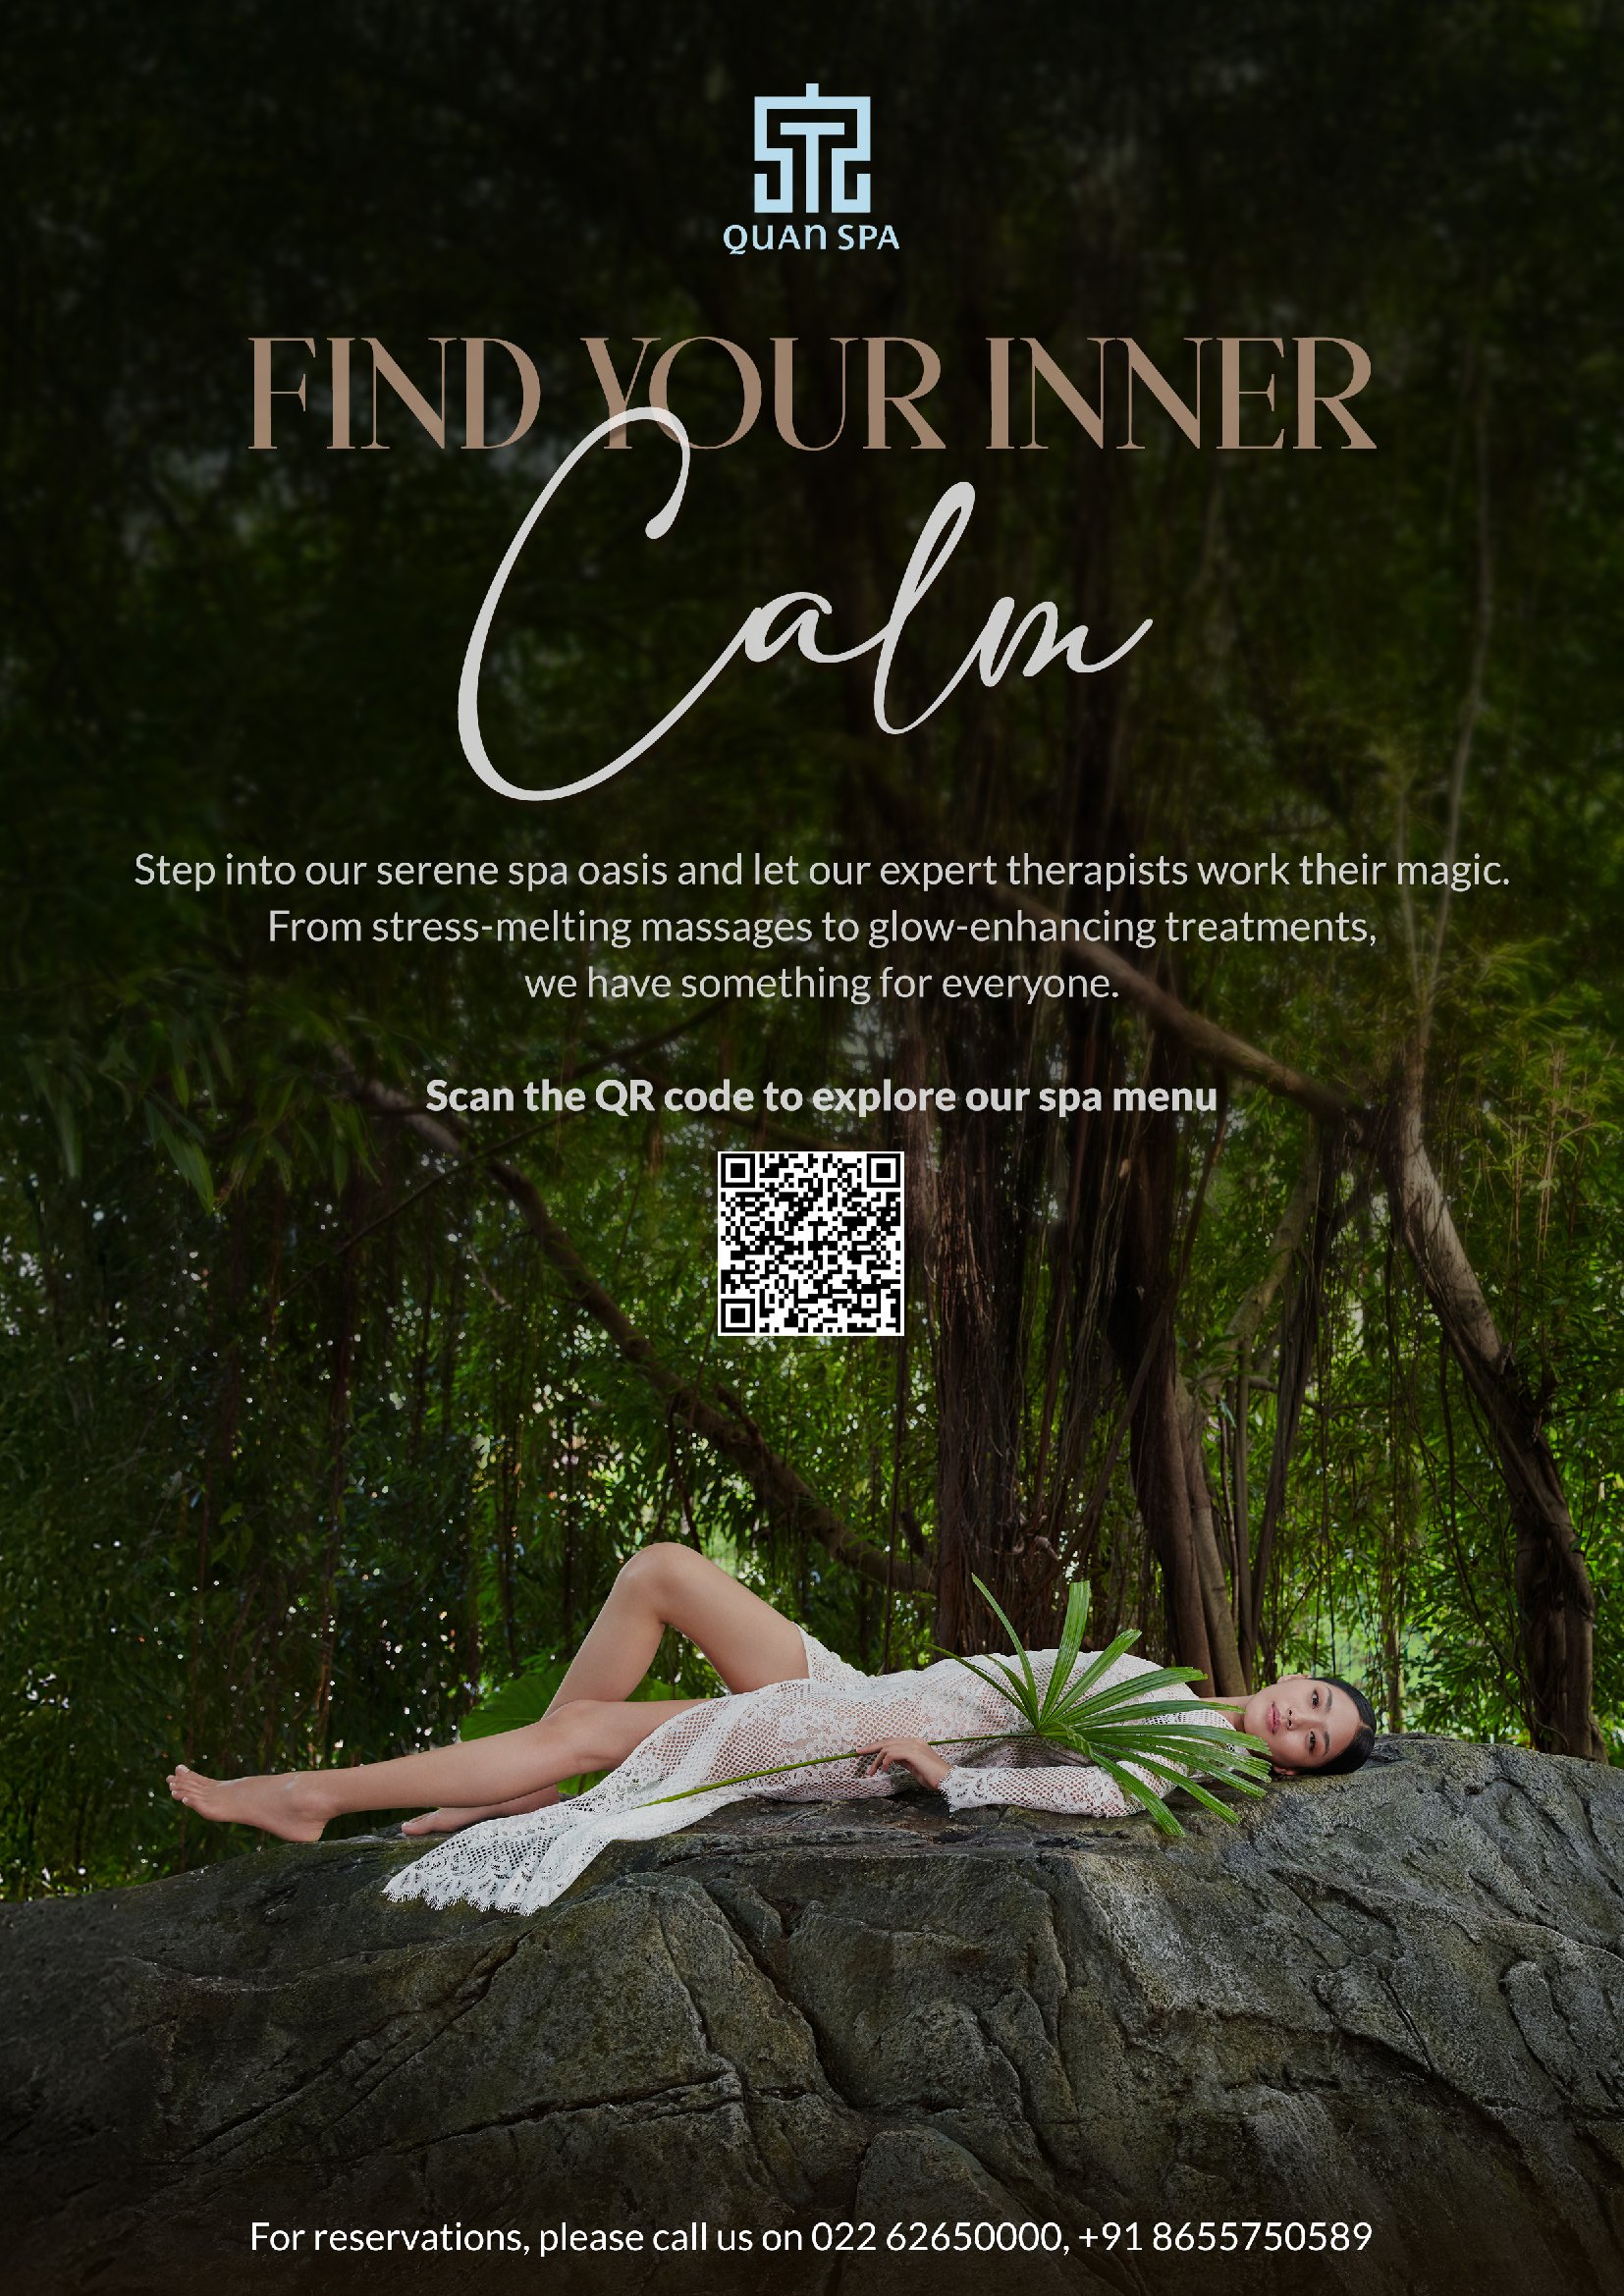 QUAN SPA
FIND YOUR INNER
Calm
Step into our serene spa oasis and let our expert therapists work their magic.
From stress-melting massages to glow-enhancing treatments,
we have something for everyone.
Scan the QR code to explore our spa menu
For reservations, please call us on 022 62650000, +91 8655750589